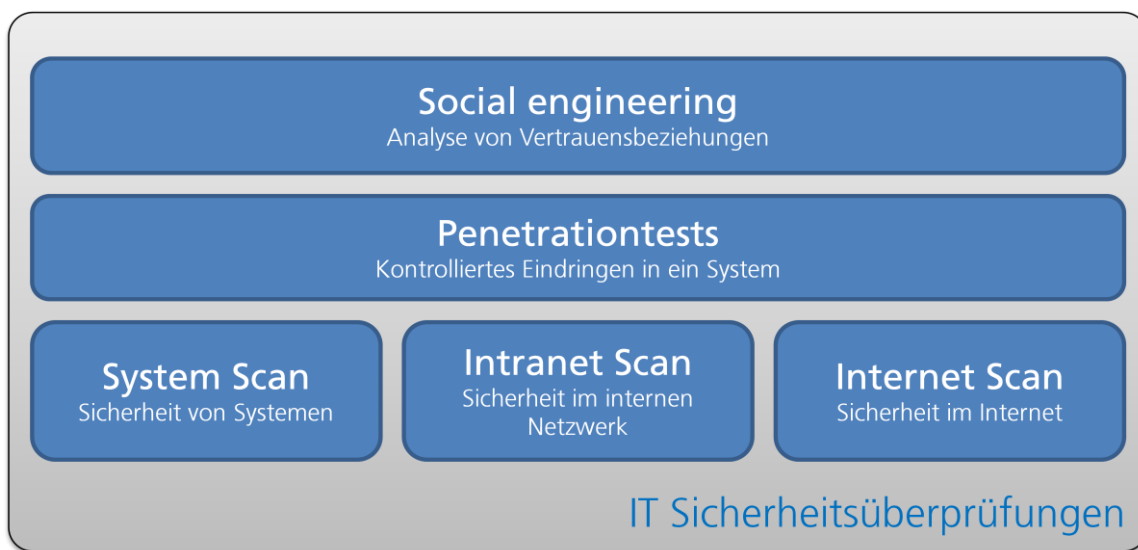 Social engineering
Analyse von Vertrauensbeziehungen
Penetrationtests
Kontrolliertes Eindringen in ein System
System Scan
Sicherheit von Systemen
Intranet Scan
Sicherheit im internen
Netzwerk
Internet Scan
Sicherheit im Internet
IT Sicherheitsüberprüfungen